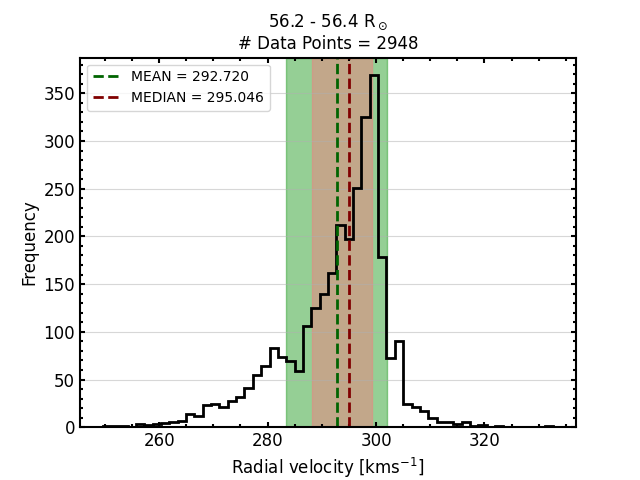 56.2 - 56.4 R⊙
# Data Points = 2948
MEAN = 292.720
MEDIAN = 295.046
Frequency
350
300
250
200
150
100
50
0
260 280 300 320
Radial velocity [kms⁻¹]